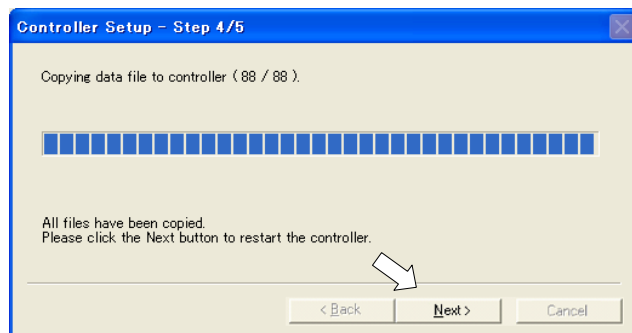 Controller Setup - Step 4/5
Copying data file to controller ( 88 / 88 ).
All files have been copied.
Please click the Next button to restart the controller.
< Back
Next >
Cancel